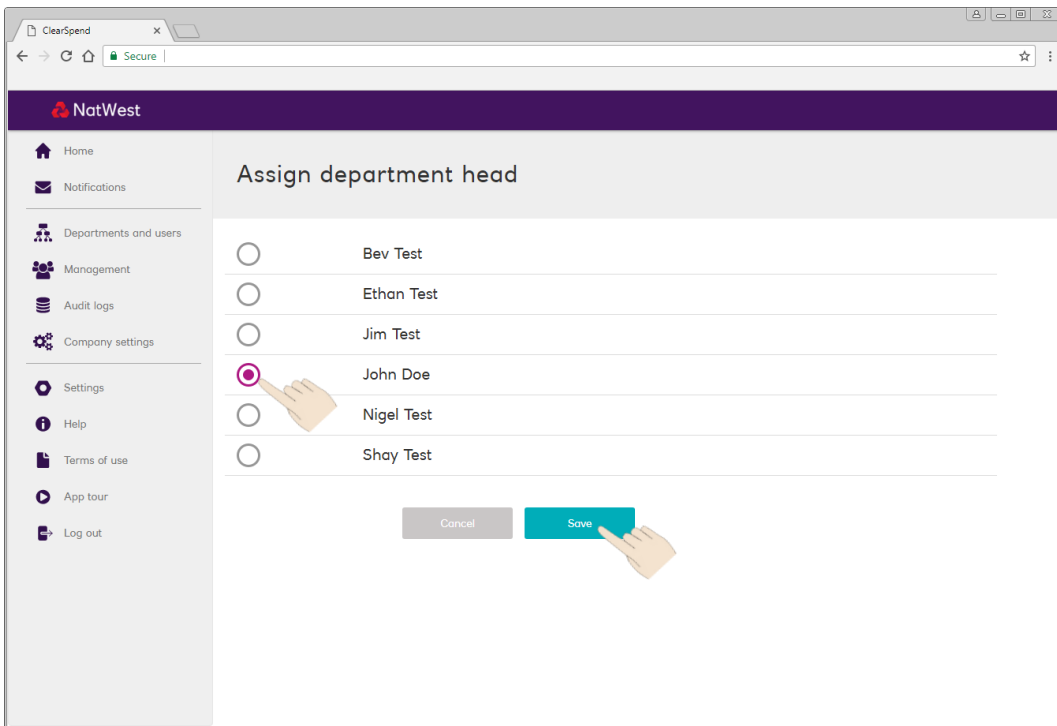 ClearSpend
Secure
NatWest
Home
Notifications
Departments and users
Management
Audit logs
Company settings
Settings
Help
Terms of use
App tour
Log out
Assign department head
Bev Test
Ethan Test
Jim Test
John Doe
Nigel Test
Shay Test
Cancel
Save